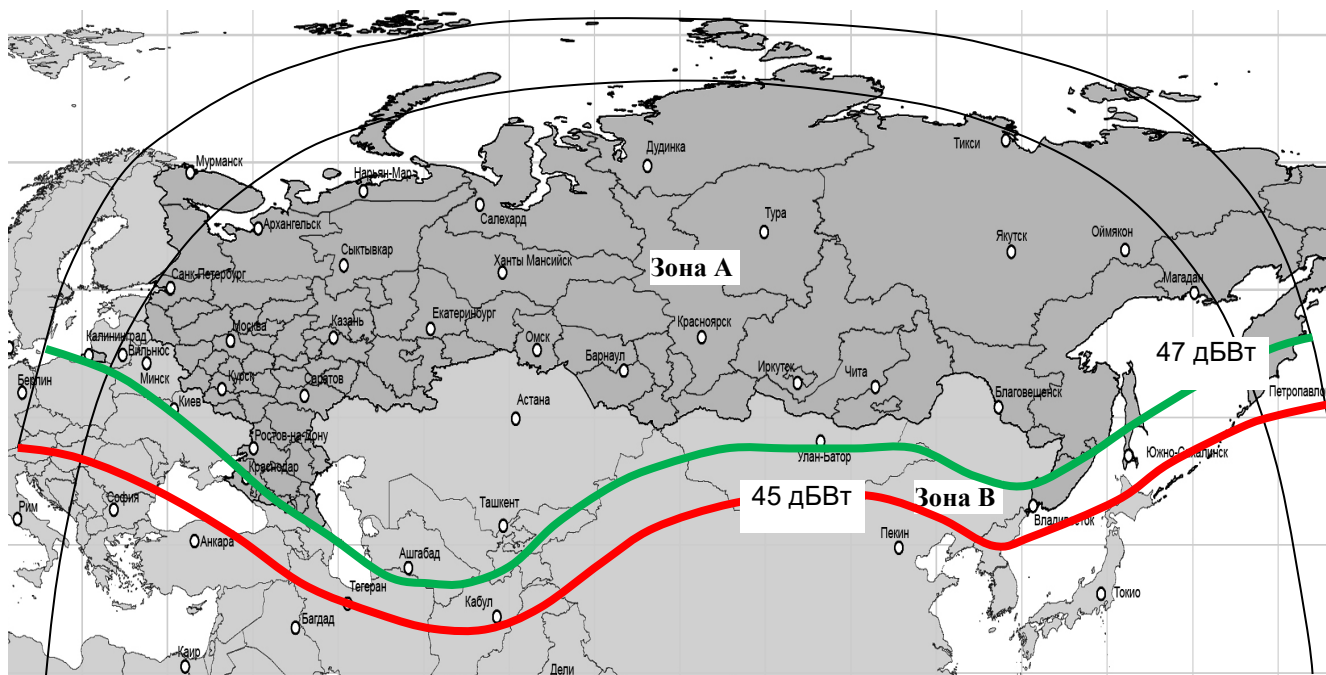 Мурманск
Нарьян-Мар
Дудинка
Тикси
Архангельск
Салехард
Тура
Сыктывкар
Ханты Мансийск
Зона А
Якутск
Оймякон
Санкт-Петербург
Магадан
Москва
Казань
Екатеринбург
Омск
Красноярск
47 дБВт
Калининград
Вильнюс
Минск
Барнаул
Иркутск
Чита
Берлин
Курск
Саратов
Благовещенск
Петропавло
Киев
Астана
Ростов-на-Дону
Улан-Батор
Южно-Сахалинск
Краснодар
45 дБВт
Зона В
София
Рим
Ташкент
Владивосток
Анкара
Ашгабад
Пекин
Тегеран
Кабул
Токио
Багдад
Каир
Дели